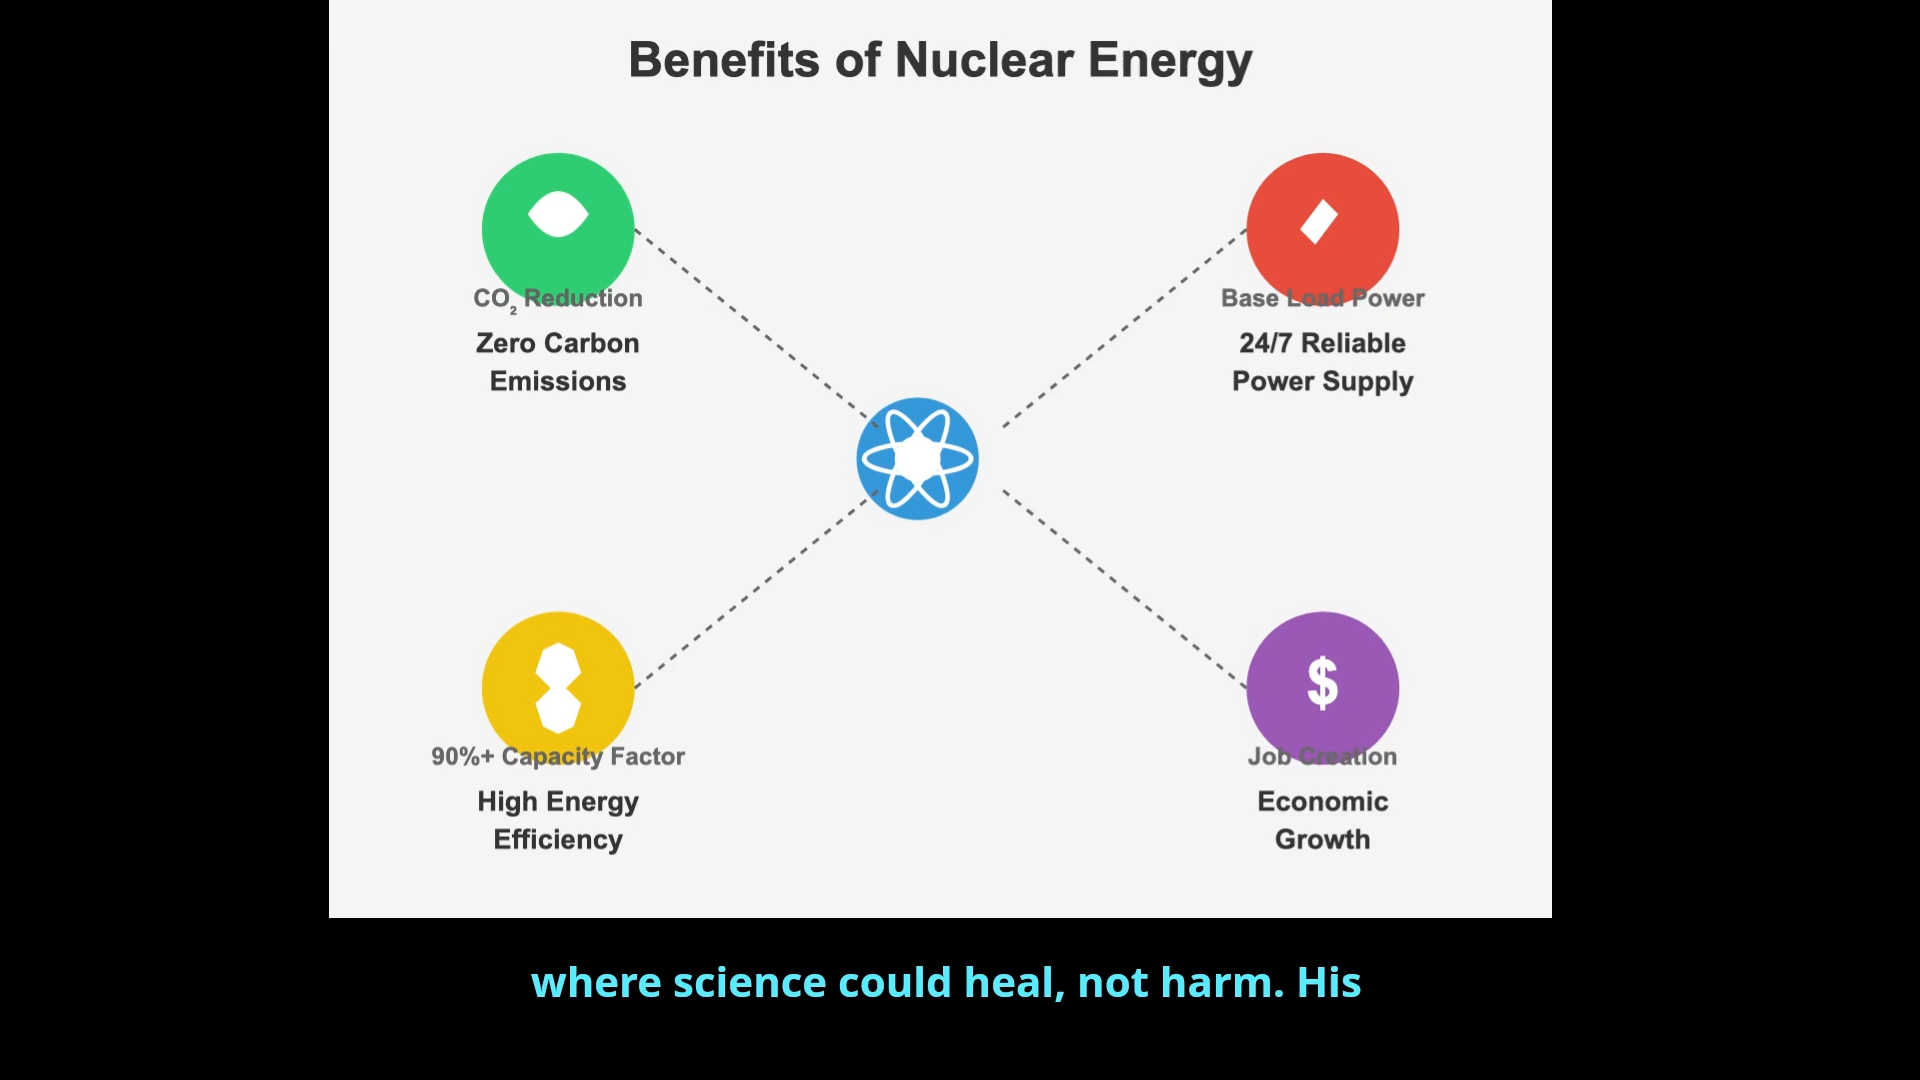 Benefits of Nuclear Energy
CO₂ Reduction
Zero Carbon
Emissions
Base Load Power
24/7 Reliable
Power Supply
90%+ Capacity Factor
High Energy
Efficiency
$
Job Creation
Economic
Growth
where science could heal, not harm. His